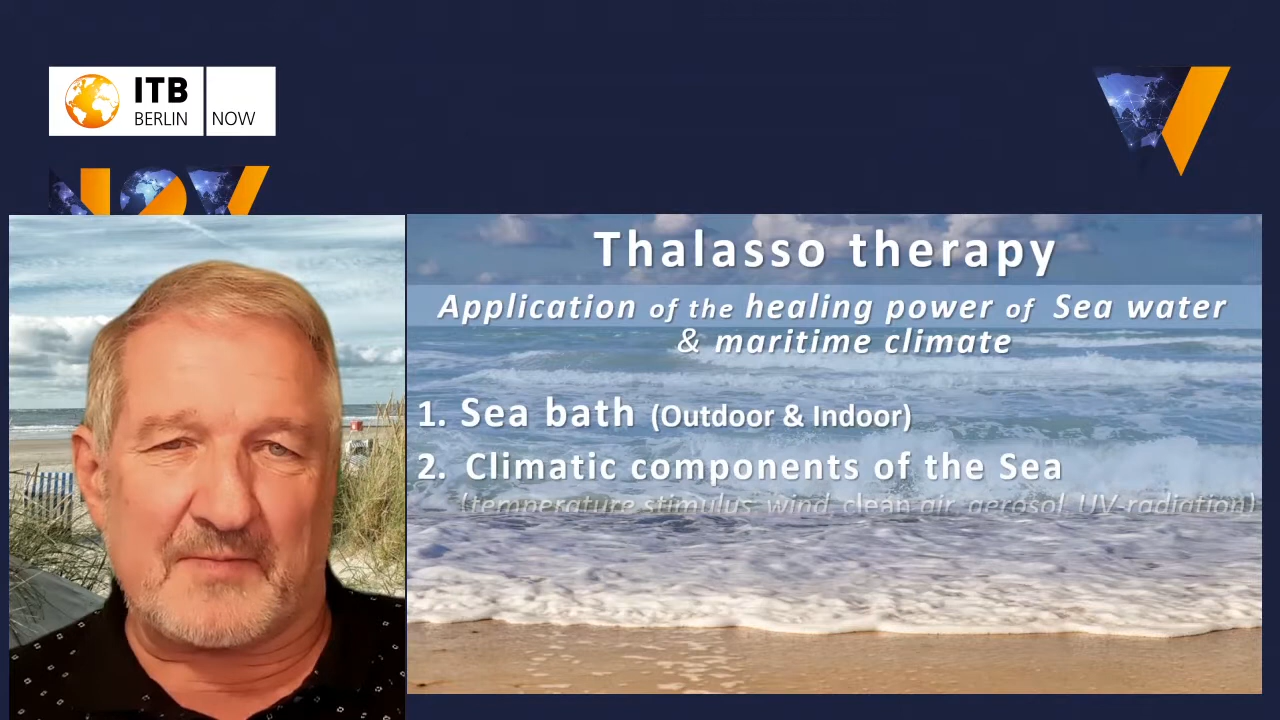 ITB
BERLIN
NOW
Thalasso therapy
Application of the healing power of Sea water
& maritime climate
1. Sea bath (Outdoor & Indoor)
2. Climatic components of the Sea
(temperature stimulus, wind, clean air, aerosol, UV-radiation)